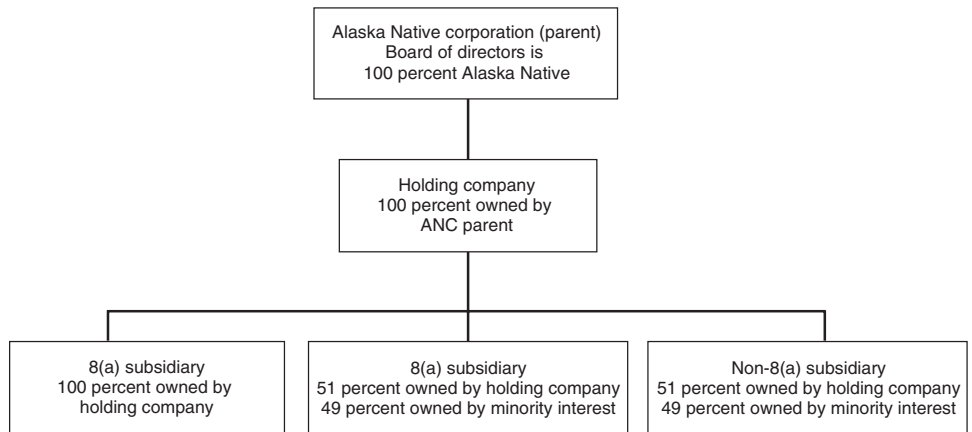 Alaska Native corporation (parent)
Board of directors is
100 percent Alaska Native
Holding company
100 percent owned by
ANC parent
8(a) subsidiary
100 percent owned by
holding company
8(a) subsidiary
51 percent owned by holding company
49 percent owned by minority interest
Non-8(a) subsidiary
51 percent owned by holding company
49 percent owned by minority interest